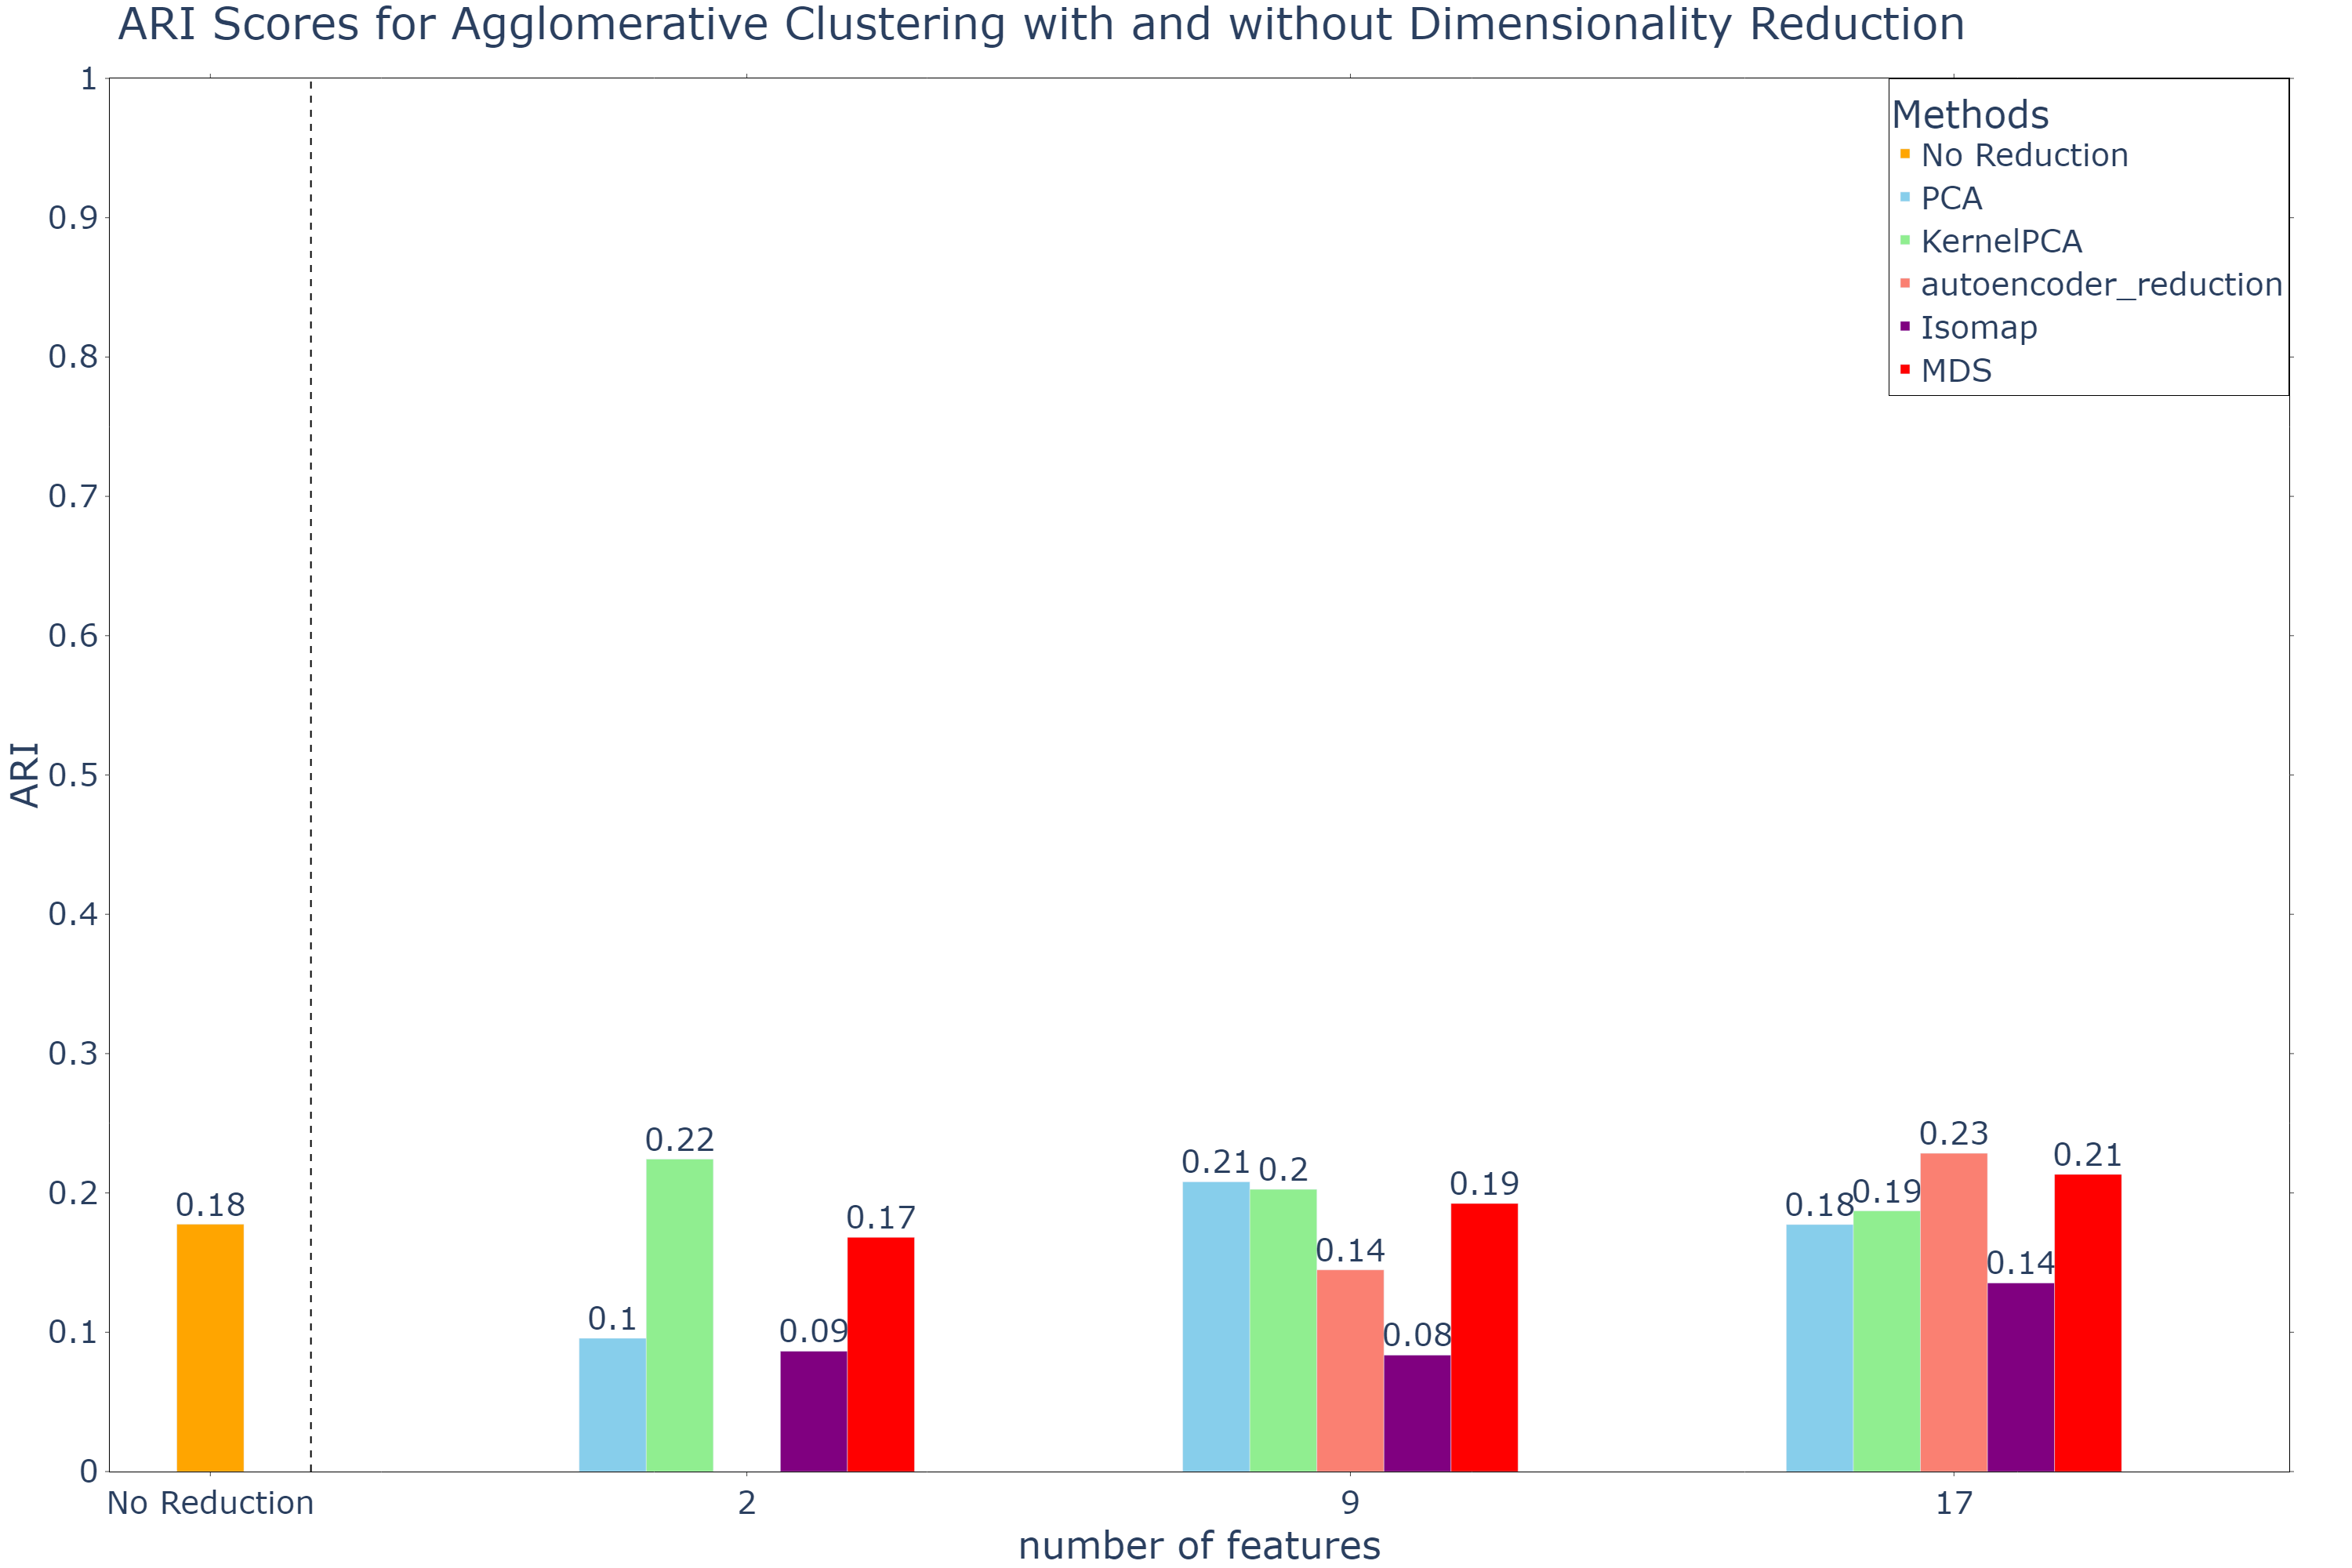 ARI Scores for Agglomerative Clustering with and without Dimensionality Reduction
Methods
No Reduction
PCA
KernelPCA
autoencoder_reduction
Isomap
MDS
ARI
1
0.9
0.8
0.7
0.6
0.5
0.4
0.3
0.2
0.1
0
0.18
0.1
0.22
0.09
0.17
0.21
0.2
0.14
0.08
0.19
0.18
0.19
0.23
0.14
0.21
No Reduction 2 9 17
number of features